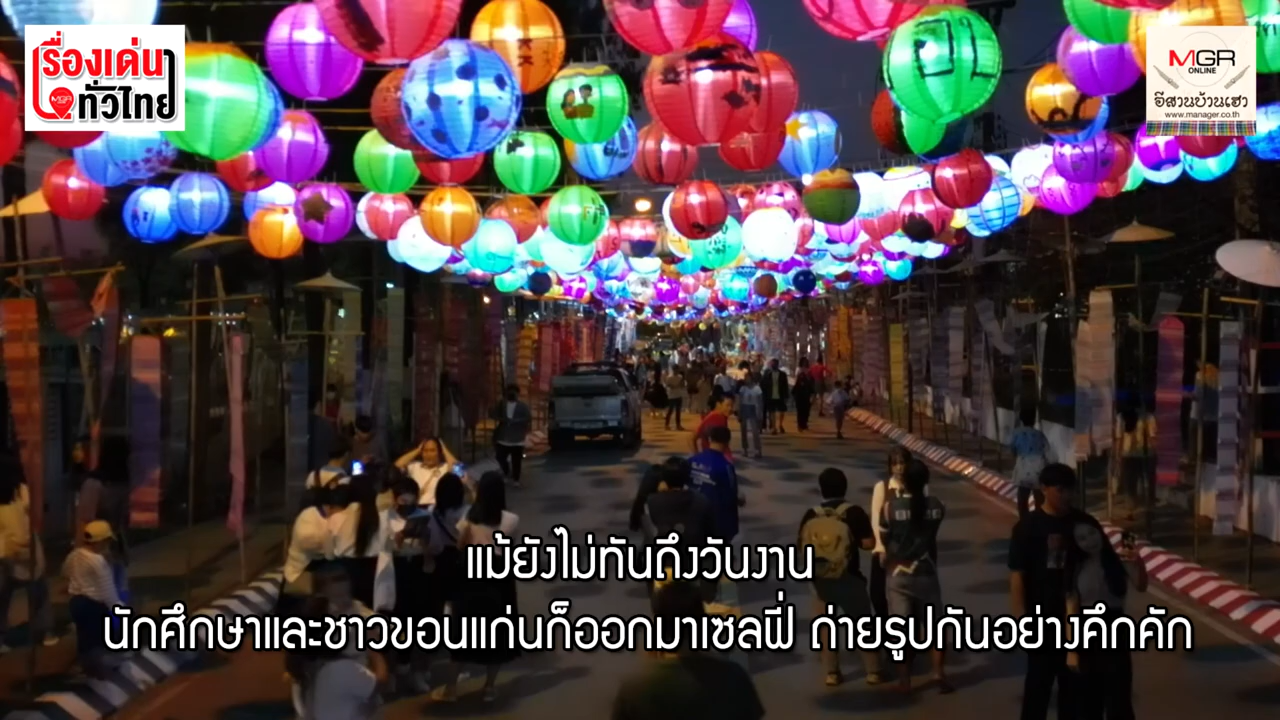 เรื่องเด่น
MGR
ทั่วไทย
MGR
ONLINE
อีสานบ้านเฮา
www.manager.co.th
แม้ยังไม่ทันถึงวันงาน
นักศึกษาและชาวขอนแก่นก็ออกมาเซลฟี่ ถ่ายรูปกันอย่างคึกคัก